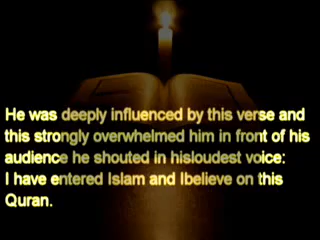 He was deeply influenced by this verse and
this strongly overwhelmed him in front of his
audience he shouted in hisloudest voice:
I have entered Islam and Ibelieve on this
Quran.